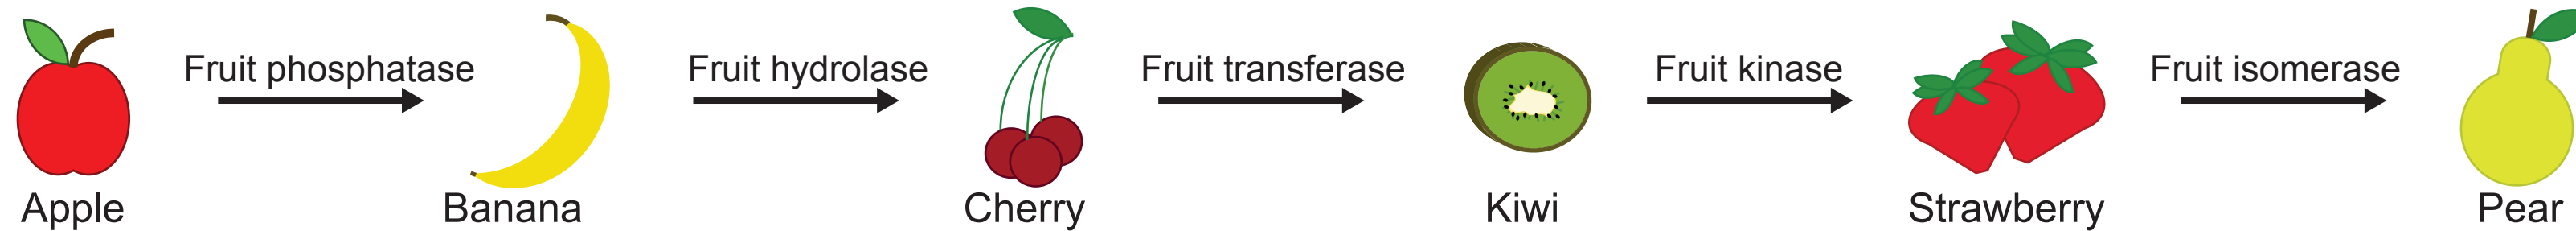 Fruit phosphatase
Fruit hydrolase
Fruit transferase
Fruit kinase
Fruit isomerase
Apple
Banana
Cherry
Kiwi
Strawberry
Pear